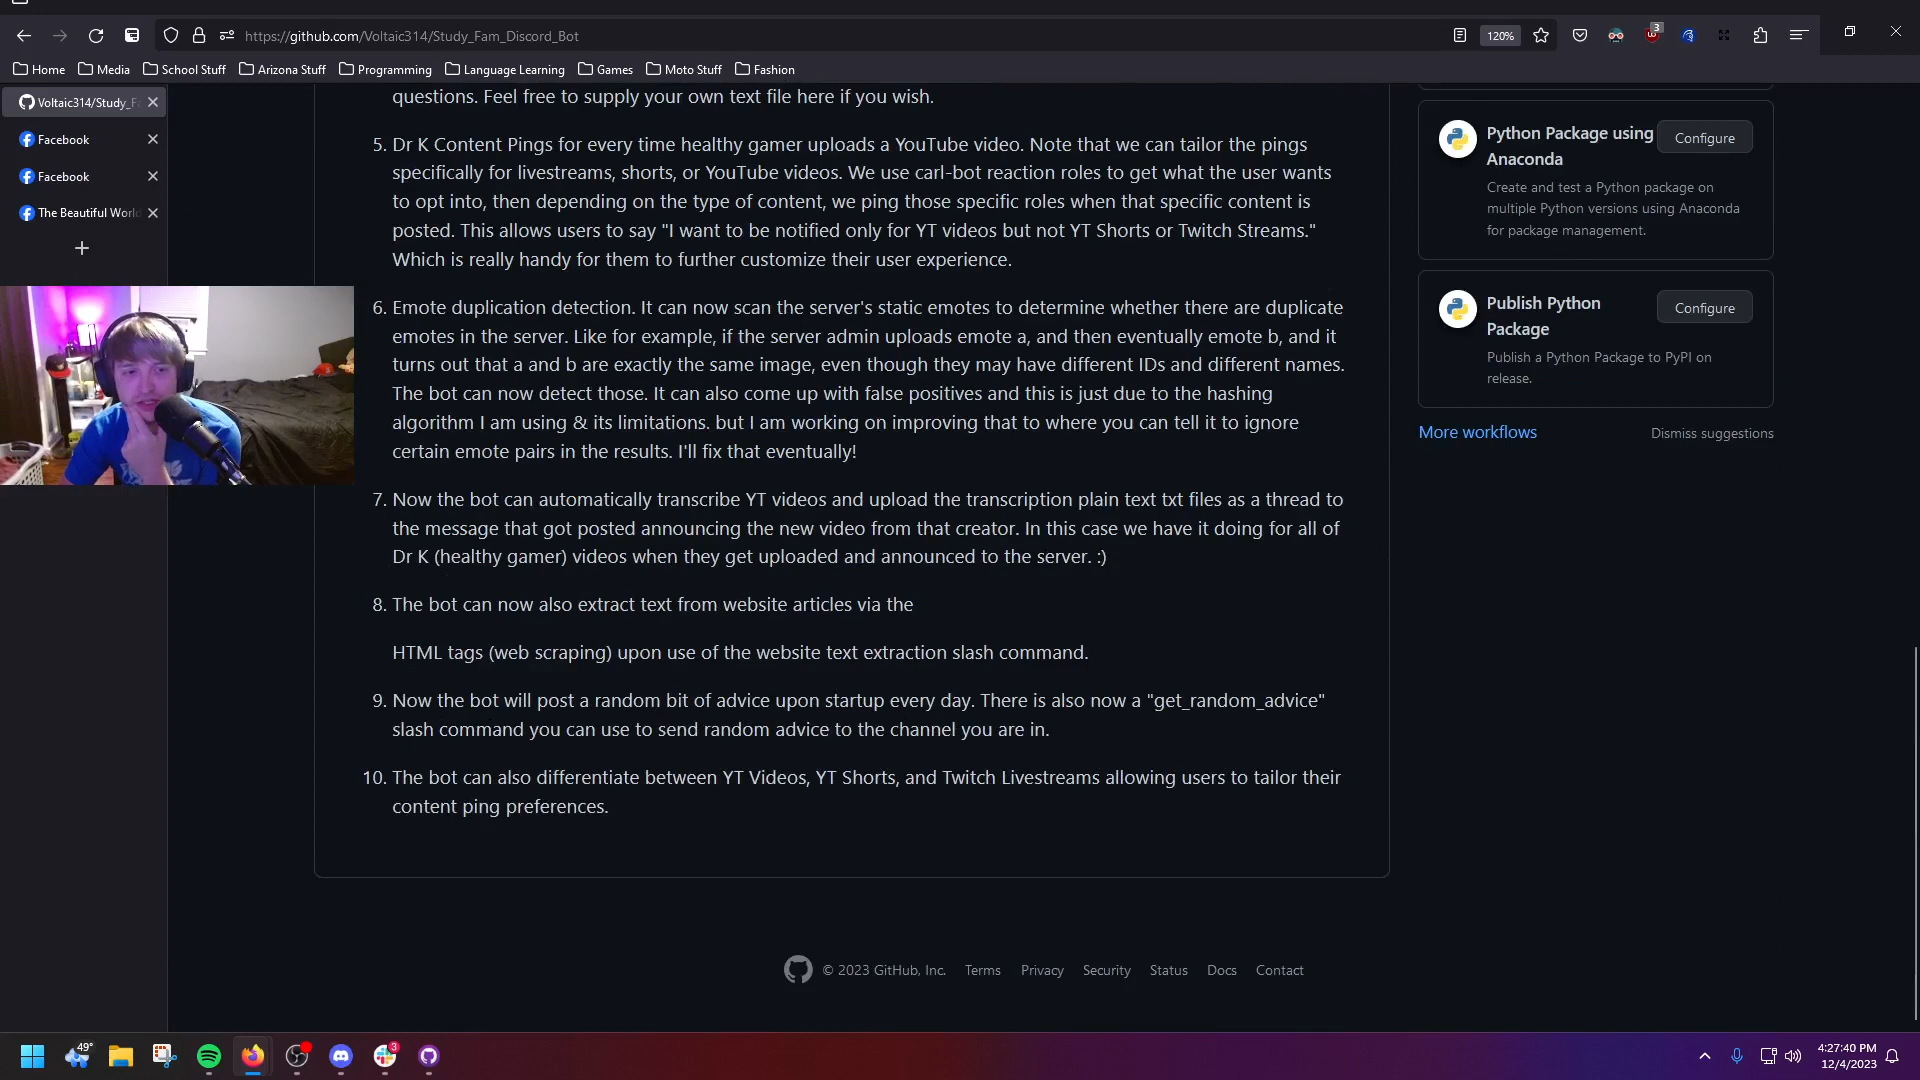 https://github.com/Voltaic314/Study_Fam_Discord_Bot
120%
3
Home
Media
School Stuff
Arizona Stuff
Programming
Language Learning
Games
Moto Stuff
Fashion
Voltaic314/Study_Fa
Facebook
Facebook
The Beautiful World
questions. Feel free to supply your own text file here if you wish.
5. Dr K Content Pings for every time healthy gamer uploads a YouTube video. Note that we can tailor the pings
specifically for livestreams, shorts, or YouTube videos. We use carl-bot reaction roles to get what the user wants
to opt into, then depending on the type of content, we ping those specific roles when that specific content is
posted. This allows users to say "I want to be notified only for YT videos but not YT Shorts or Twitch Streams."
Which is really handy for them to further customize their user experience.
6. Emote duplication detection. It can now scan the server's static emotes to determine whether there are duplicate
emotes in the server. Like for example, if the server admin uploads emote a, and then eventually emote b, and it
turns out that a and b are exactly the same image, even though they may have different IDs and different names.
The bot can now detect those. It can also come up with false positives and this is just due to the hashing
algorithm I am using & its limitations. but I am working on improving that to where you can tell it to ignore
certain emote pairs in the results. I'll fix that eventually!
7. Now the bot can automatically transcribe YT videos and upload the transcription plain text txt files as a thread to
the message that got posted announcing the new video from that creator. In this case we have it doing for all of
Dr K (healthy gamer) videos when they get uploaded and announced to the server. :)
8. The bot can now also extract text from website articles via the
HTML tags (web scraping) upon use of the website text extraction slash command.
9. Now the bot will post a random bit of advice upon startup every day. There is also now a "get_random_advice"
slash command you can use to send random advice to the channel you are in.
10. The bot can also differentiate between YT Videos, YT Shorts, and Twitch Livestreams allowing users to tailor their
content ping preferences.
Python Package using
Anaconda
Configure
Create and test a Python package on
multiple Python versions using Anaconda
for package management.
Publish Python
Package
Configure
Publish a Python Package to PyPI on
release.
More workflows
Dismiss suggestions
© 2023 GitHub, Inc.
Terms
Privacy
Security
Status
Docs
Contact
49°
3
4:27:40 PM
12/4/2023